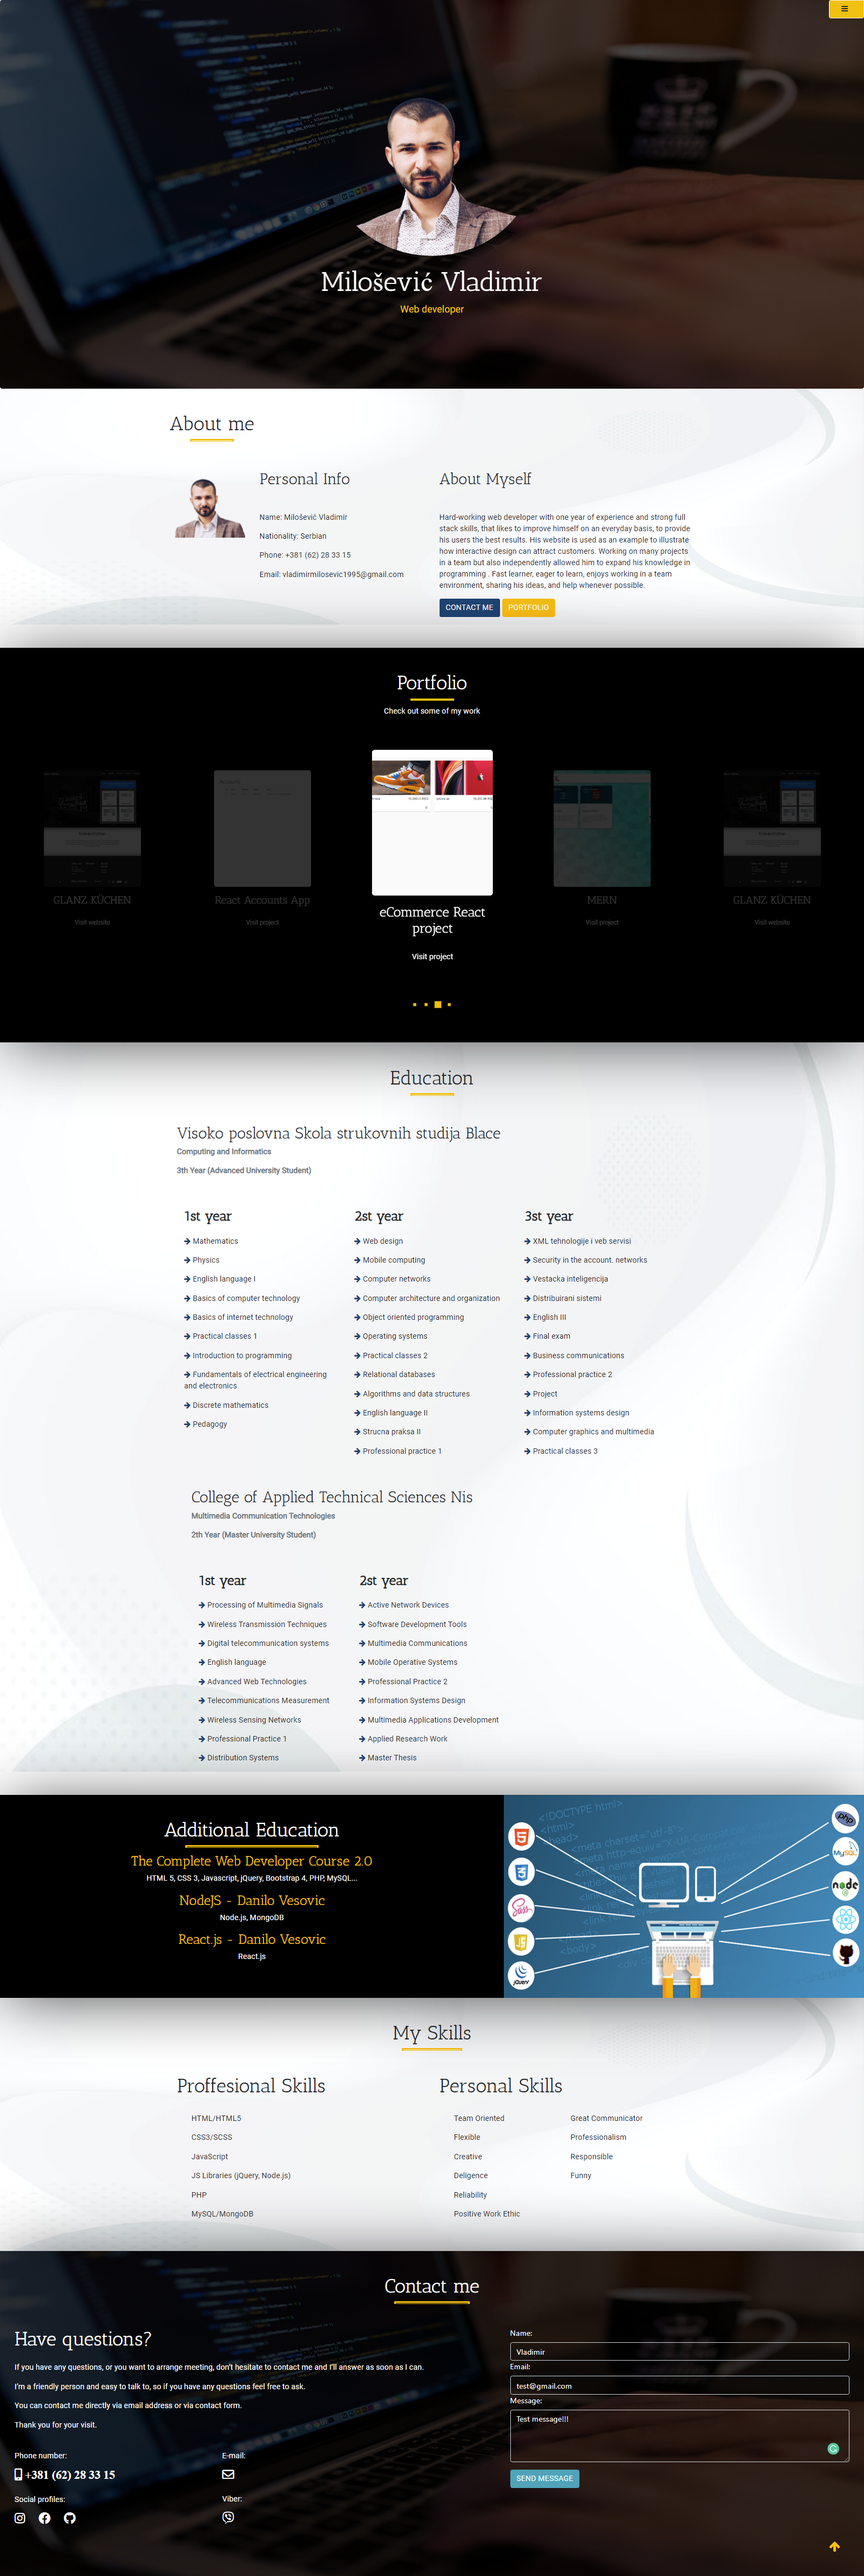 Milošević Vladimir
Web developer
About me
Personal Info
Name: Milošević Vladimir
Nationality: Serbian
Phone: +381 (62) 28 33 15
Email: vladimirmilosevic1995@gmail.com
About Myself
Hard-working web developer with one year of experience and strong full
stack skills, that likes to improve himself on an everyday basis, to provide
his users the best results. His website is used as an example to illustrate
how interactive design can attract customers. Working on many projects
in a team but also independently allowed him to expand his knowledge in
programming . Fast learner, eager to learn, enjoys working in a team
environment, sharing his ideas, and help whenever possible.
CONTACT ME
PORTFOLIO
Portfolio
Check out some of my work
GLANZ KÜCHEN
Visit website
React Accounts App
Visit project
eCommerce React
project
Visit project
MERN
Visit project
GLANZ KÜCHEN
Visit website
Education
Visoko poslovna Skola strukovnih studija Blace
Computing and Informatics
3th Year (Advanced University Student)
1st year
Mathematics
Physics
English language I
Basics of computer technology
Basics of internet technology
Practical classes 1
Introduction to programming
Fundamentals of electrical engineering
and electronics
Discrete mathematics
Pedagogy
2st year
Web design
Mobile computing
Computer networks
Computer architecture and organization
Object oriented programming
Operating systems
Practical classes 2
Relational databases
Algorithms and data structures
English language II
Strucna praksa II
Professional practice 1
3st year
XML tehnologije i veb servisi
Security in the account. networks
Vestacka inteligencija
Distribuirani sistemi
English III
Final exam
Business communications
Professional practice 2
Project
Information systems design
Computer graphics and multimedia
Practical classes 3
College of Applied Technical Sciences Nis
Multimedia Communication Technologies
2th Year (Master University Student)
1st year
Processing of Multimedia Signals
Wireless Transmission Techniques
Digital telecommunication systems
English language
Advanced Web Technologies
Telecommunications Measurement
Wireless Sensing Networks
Professional Practice 1
Distribution Systems
2st year
Active Network Devices
Software Development Tools
Multimedia Communications
Mobile Operative Systems
Professional Practice 2
Information Systems Design
Multimedia Applications Development
Applied Research Work
Master Thesis
Additional Education
The Complete Web Developer Course 2.0
HTML 5, CSS 3, Javascript, jQuery, Bootstrap 4, PHP, MySQL...
NodeJS - Danilo Vesovic
Node.js, MongoDB
React.js - Danilo Vesovic
React.js
<!DOCTYPE html>
<html>
<head>
Sass
JS
jQuery
php
MySQL
node
My Skills
Proffesional Skills
HTML/HTML5
CSS3/SCSS
JavaScript
JS Libraries (jQuery, Node.js)
PHP
MySQL/MongoDB
Personal Skills
Team Oriented
Flexible
Creative
Deligence
Reliability
Positive Work Ethic
Great Communicator
Professionalism
Responsible
Funny
Contact me
Have questions?
If you have any questions, or you want to arrange meeting, don't hesitate to contact me and I'll answer as soon as I can.
I'm a friendly person and easy to talk to, so if you have any questions feel free to ask.
You can contact me directly via email address or via contact form.
Thank you for your visit.
Phone number:
+381 (62) 28 33 15
E-mail:
Social profiles:
Viber:
Name:
Vladimir
Email:
test@gmail.com
Message:
Test message!!!
SEND MESSAGE